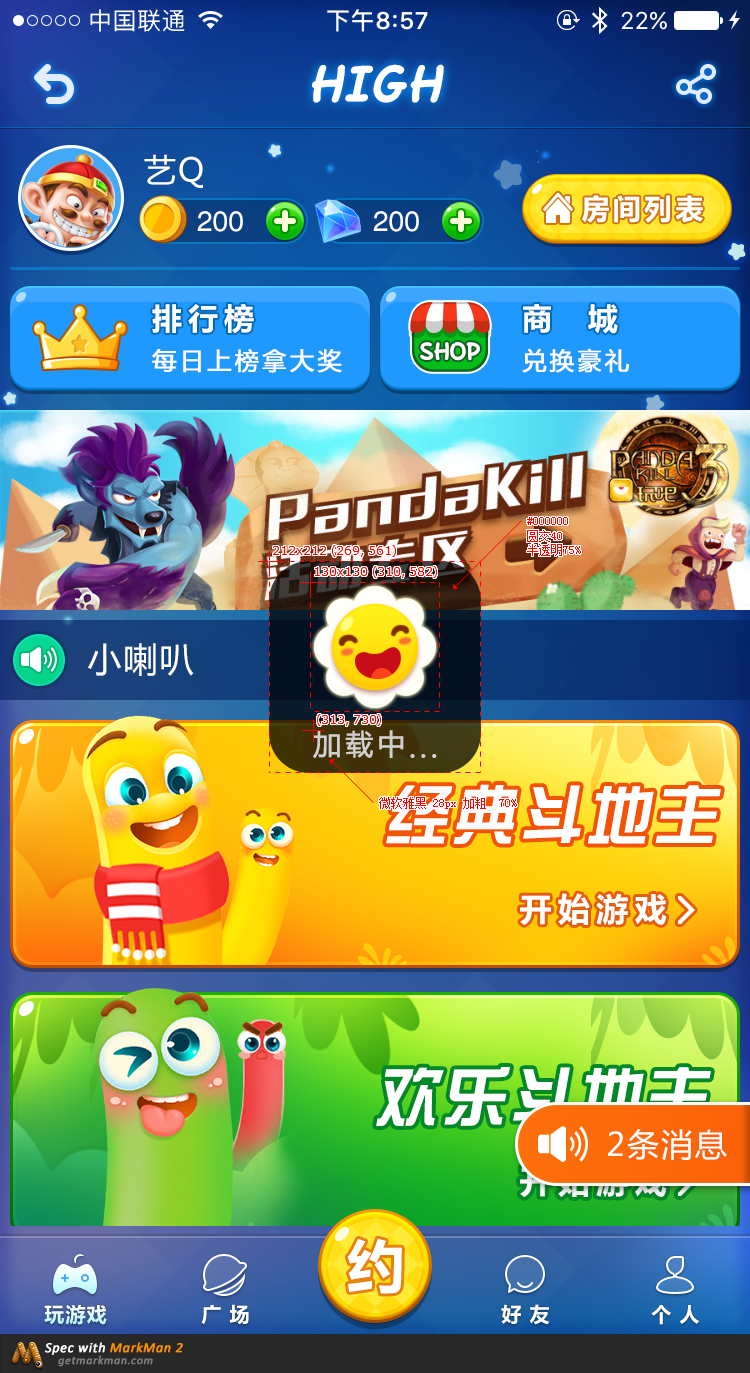 中国联通 下午8:57 22%
HIGH
艺Q
200 200 房间列表
排行榜 商 城
每日上榜拿大奖 SHOP 兑换豪礼
PANDA KILL 3
PandaKill
#000000
圆交40
半透明75%
212x212 (269, 561)
130x130 (310, 582)
小喇叭
(313, 730)
加载中...
微软雅黑 28px 加粗 70%
经典斗地主
开始游戏
欢乐斗地主
2条消息
开始游戏
约
玩游戏 广场 好友 个人
Spec with MarkMan 2
getmarkman.com